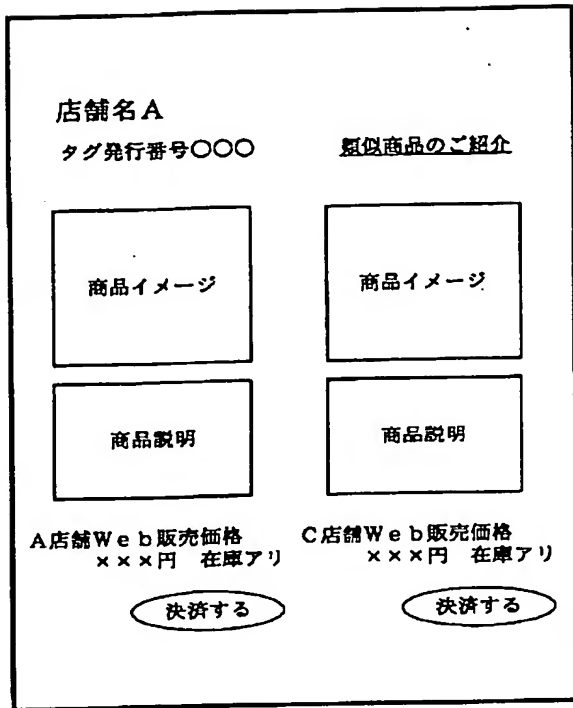 店舗名A
タグ発行番号〇〇〇
類似商品のご紹介
商品イメージ
商品イメージ
商品説明
商品説明
A店舗Web販売価格
×××円 在庫アリ
C店舗Web販売価格
×××円 在庫アリ
決済する
決済する